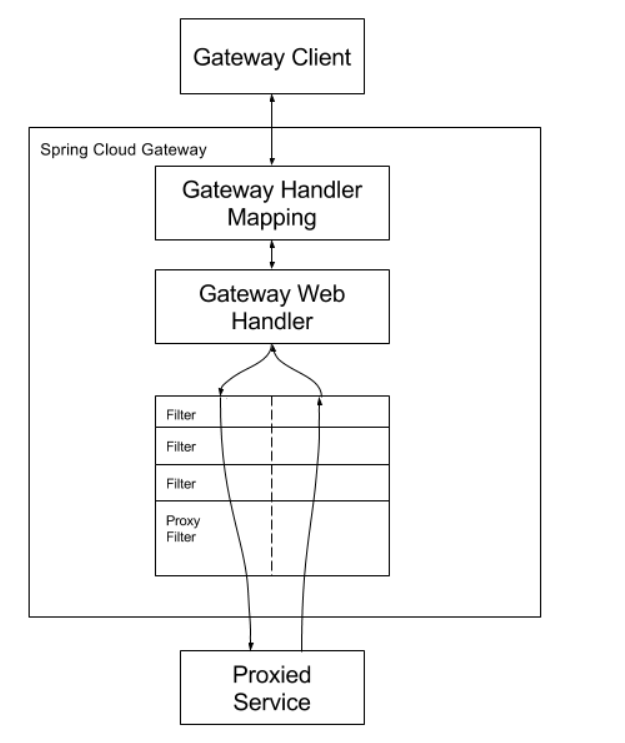 Gateway Client
Spring Cloud Gateway
Gateway Handler
Mapping
Gateway Web
Handler
Filter
Filter
Filter
Proxy
Filter
Proxied
Service